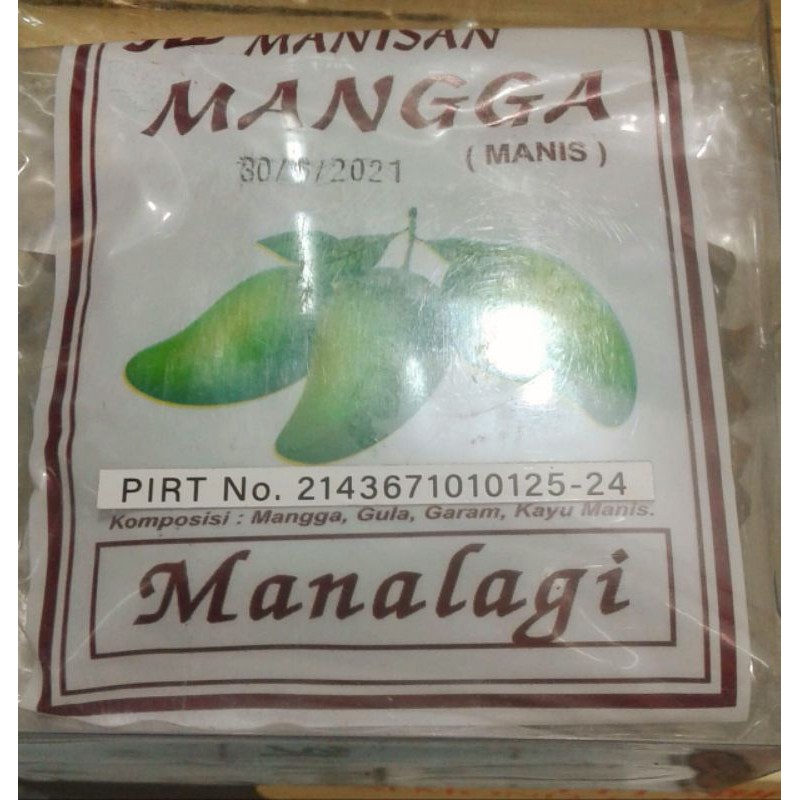 MANISAN
MANGGA
( MANIS )
PIRT No. 2143671010125-24
Komposisi : Mangga, Gula, Garam, Kayu Manis.
Manalagi